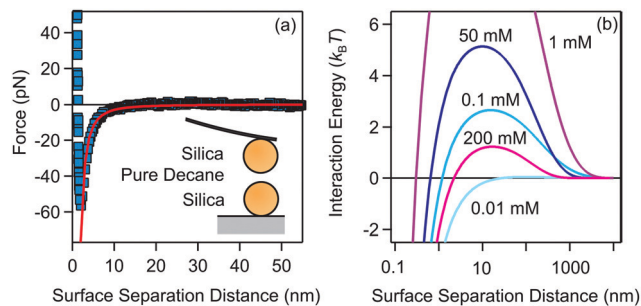 (a)
Force (pN)
40
20
0
-20
-40
-60
Silica
Pure Decane
Silica
0 10 20 30 40 50
Surface Separation Distance (nm)
(b)
Interaction Energy (kBT)
6
4
2
0
-2
50 mM
1 mM
0.1 mM
200 mM
0.01 mM
0.1 10 1000
Surface Separation Distance (nm)